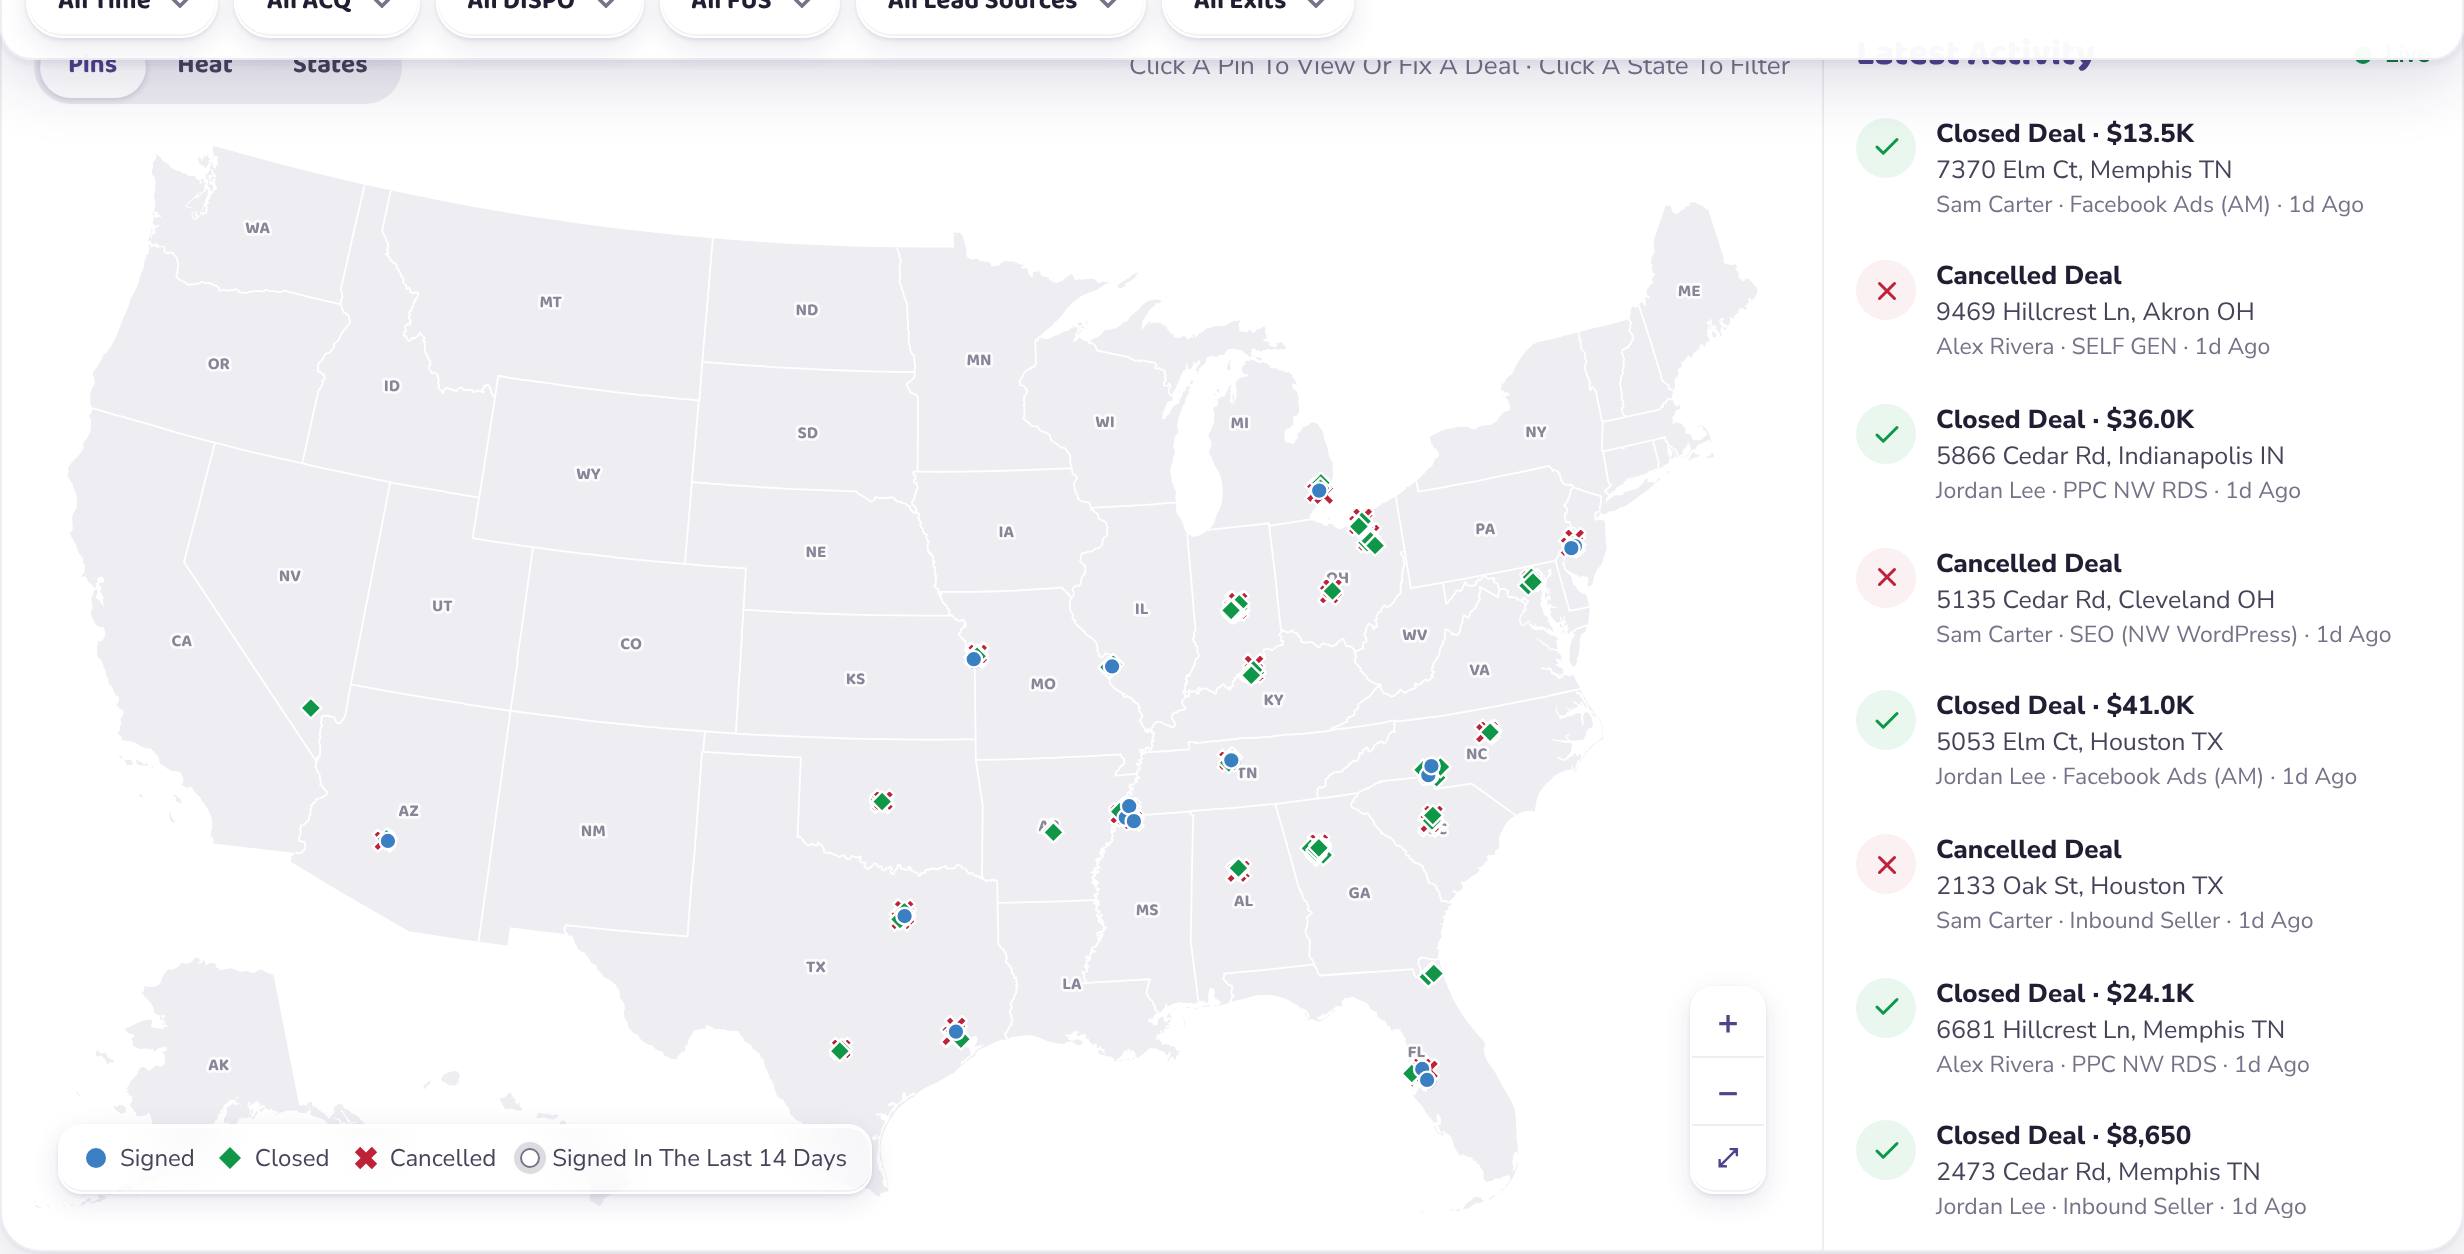 All Time
All ACQ
All DISPO
All FUS
All Lead Sources
All Exits
Pins
Heat
States
Click A Pin To View Or Fix A Deal · Click A State To Filter
Latest Activity
Live
WA
OR
CA
ID
NV
MT
WY
UT
AZ
CO
NM
ND
SD
NE
KS
TX
MN
IA
MO
LA
WI
IL
MS
MI
KY
TN
AL
GA
FL
WV
VA
NC
PA
NY
ME
AK
Signed
Closed
Cancelled
Signed In The Last 14 Days
+
−
Closed Deal · $13.5K
7370 Elm Ct, Memphis TN
Sam Carter · Facebook Ads (AM) · 1d Ago
Cancelled Deal
9469 Hillcrest Ln, Akron OH
Alex Rivera · SELF GEN · 1d Ago
Closed Deal · $36.0K
5866 Cedar Rd, Indianapolis IN
Jordan Lee · PPC NW RDS · 1d Ago
Cancelled Deal
5135 Cedar Rd, Cleveland OH
Sam Carter · SEO (NW WordPress) · 1d Ago
Closed Deal · $41.0K
5053 Elm Ct, Houston TX
Jordan Lee · Facebook Ads (AM) · 1d Ago
Cancelled Deal
2133 Oak St, Houston TX
Sam Carter · Inbound Seller · 1d Ago
Closed Deal · $24.1K
6681 Hillcrest Ln, Memphis TN
Alex Rivera · PPC NW RDS · 1d Ago
Closed Deal · $8,650
2473 Cedar Rd, Memphis TN
Jordan Lee · Inbound Seller · 1d Ago